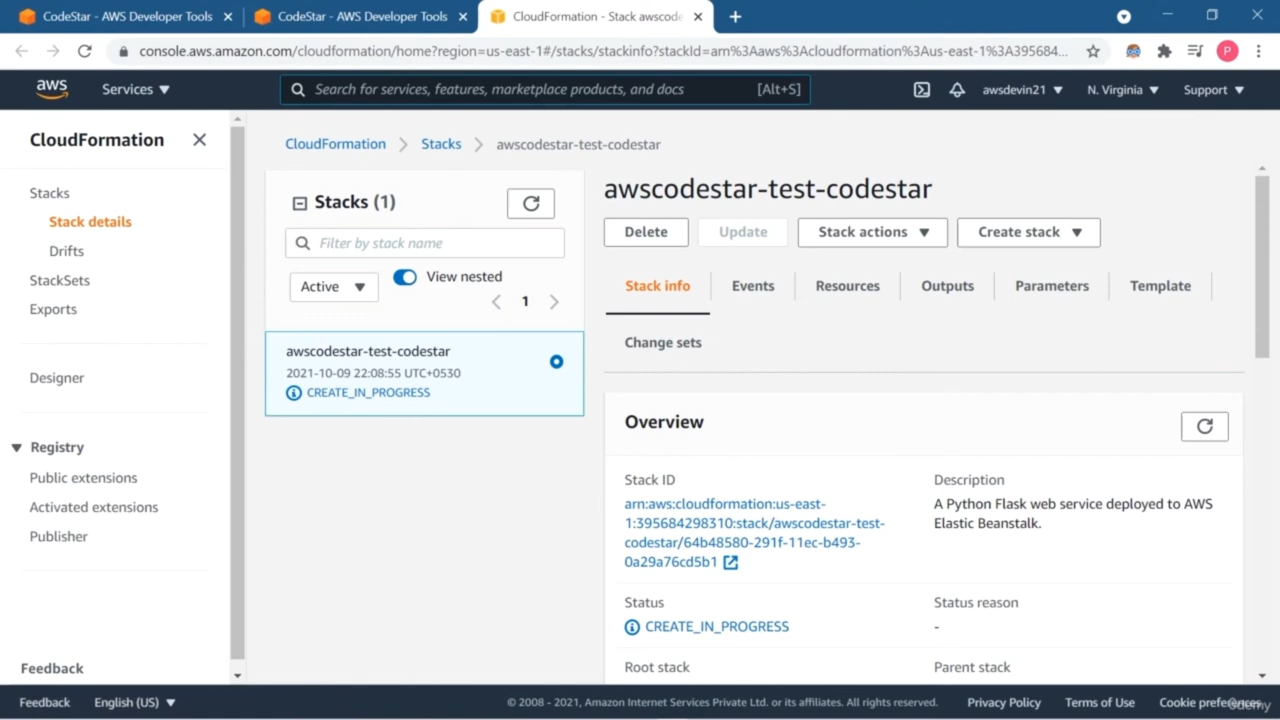 CodeStar - AWS Developer Tools
CodeStar - AWS Developer Tools
CloudFormation - Stack awscode
console.aws.amazon.com/cloudformation/home?region=us-east-1#/stacks/stackinfo?stackId=arn%3Aaws%3Acloudformation%3Aus-east-1%3A395684...
P
aws
Services
Search for services, features, marketplace products, and docs
[Alt+S]
awsdevin21
N. Virginia
Support
CloudFormation
Stacks
Stack details
Drifts
StackSets
Exports
Designer
Registry
Public extensions
Activated extensions
Publisher
Feedback
CloudFormation > Stacks > awscodestar-test-codestar
Stacks (1)
Filter by stack name
Active
View nested
1
awscodestar-test-codestar
2021-10-09 22:08:55 UTC+0530
CREATE_IN_PROGRESS
awscodestar-test-codestar
Delete
Update
Stack actions
Create stack
Stack info
Events
Resources
Outputs
Parameters
Template
Change sets
Overview
Stack ID
arn:aws:cloudformation:us-east-
1:395684298310:stack/awscodestar-test-
codestar/64b48580-291f-11ec-b493-
0a29a76cd5b1
Description
A Python Flask web service deployed to AWS
Elastic Beanstalk.
Status
CREATE_IN_PROGRESS
Status reason
-
Root stack
Parent stack
Feedback
English (US)
© 2008 - 2021, Amazon Internet Services Private Ltd. or its affiliates. All rights reserved.
Privacy Policy
Terms of Use
Cookie preferences
Udemy